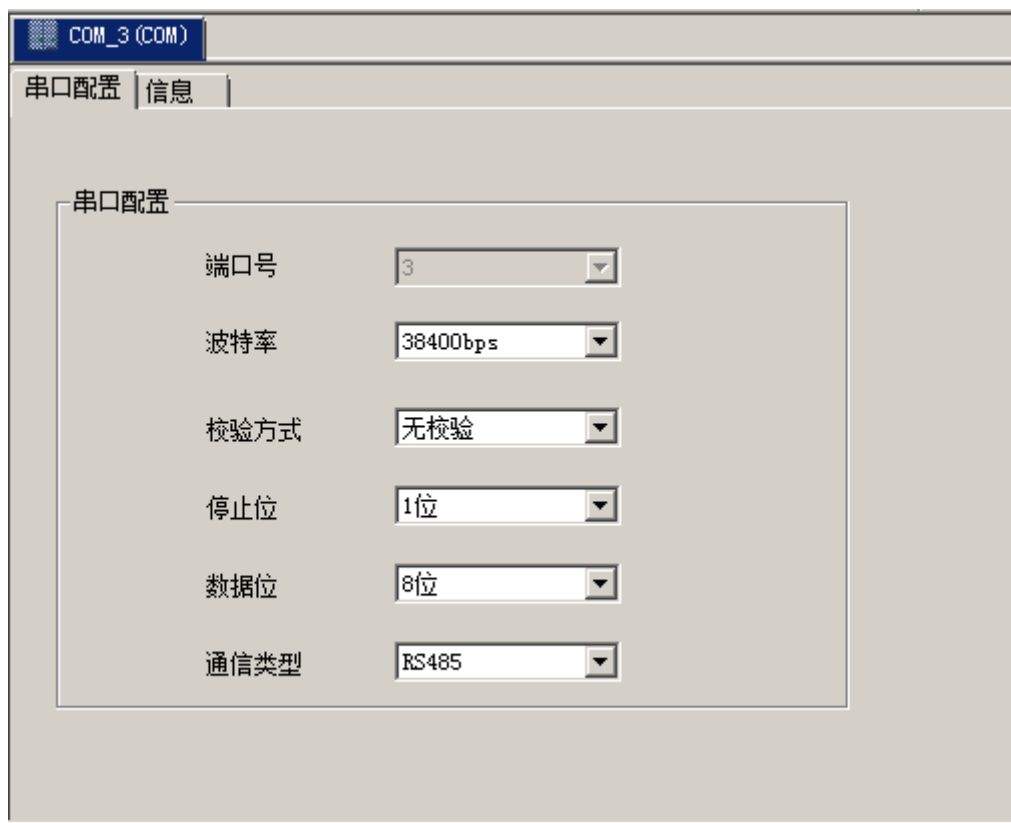 COM_3(COM)
串口配置 信息
串口配置
端口号 3
波特率 38400bps
校验方式 无校验
停止位 1位
数据位 8位
通信类型 RS485